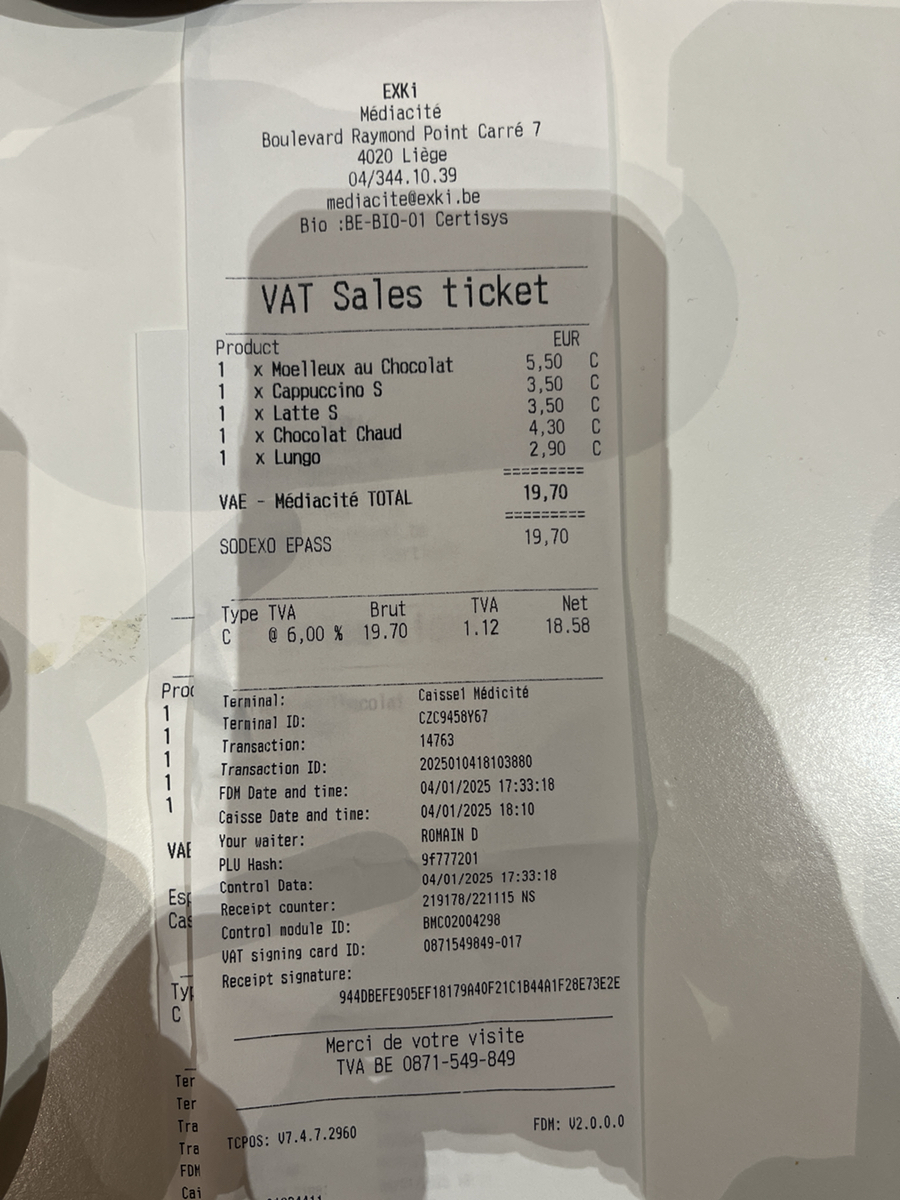 EXKi
Médiacité
Boulevard Raymond Point Carré 7
4020 Liège
04/344.10.39
mediacite@exki.be
Bio :BE-BIO-01 Certisys
VAT Sales ticket
Product EUR
1 x Moelleux au Chocolat 5,50 C
1 x Cappuccino S 3,50 C
1 x Latte S 3,50 C
1 x Chocolat Chaud 4,30 C
1 x Lungo 2,90 C
=========
VAE - Médiacité TOTAL 19,70
=========
SODEXO EPASS 19,70
Type TVA Brut TVA Net
C @ 6,00 % 19.70 1.12 18.58
Terminal: Caisse1 Médicité
Terminal ID: CZC9458Y67
Transaction: 14763
Transaction ID: 2025010418103880
FDM Date and time: 04/01/2025 17:33:18
Caisse Date and time: 04/01/2025 18:10
Your waiter: ROMAIN D
PLU Hash: 9f777201
Control Data: 04/01/2025 17:33:18
Receipt counter: 219178/221115 NS
Control module ID: BMC02004298
VAT signing card ID: 0871549849-017
Receipt signature:
944DBEFE905EF18179A40F21C1B44A1F28E73E2E
Merci de votre visite
TVA BE 0871-549-849
TCPOS: V7.4.7.2960 FDM: V2.0.0.0
1
1
1
1
1
C